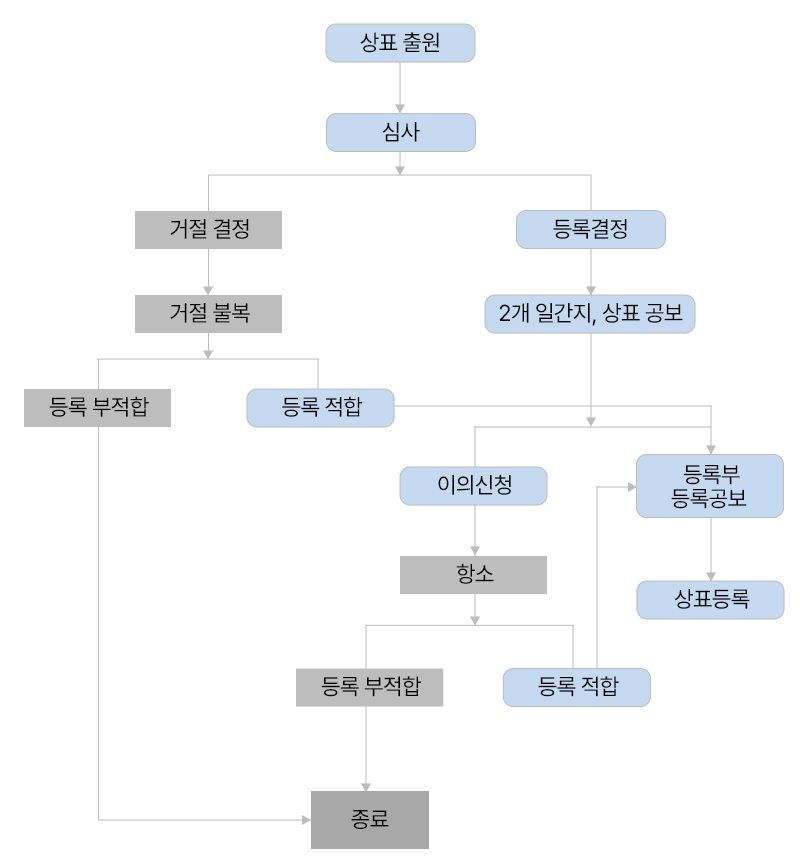 상표 출원
심사
거절 결정
등록결정
거절 불복
2개 일간지, 상표 공보
등록 부적합
등록 적합
등록부
등록공보
이의신청
항소
상표등록
등록 부적합
등록 적합
종료